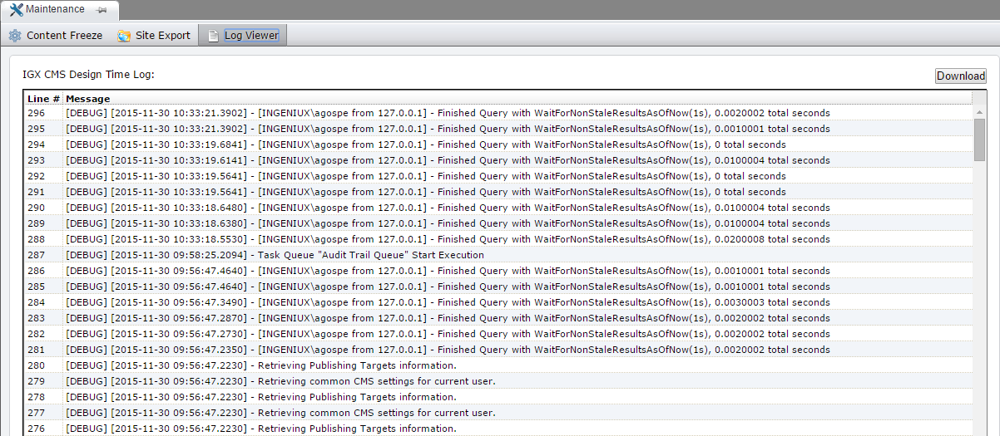 Maintenance
Content Freeze Site Export Log Viewer
IGX CMS Design Time Log:
Download
Line # Message
296 [DEBUG] [2015-11-30 10:33:21.3902] - [INGENIUX\agospe from 127.0.0.1] - Finished Query with WaitForNonStaleResultsAsOfNow(1s), 0.0020002 total seconds
295 [DEBUG] [2015-11-30 10:33:21.3902] - [INGENIUX\agospe from 127.0.0.1] - Finished Query with WaitForNonStaleResultsAsOfNow(1s), 0.0010001 total seconds
294 [DEBUG] [2015-11-30 10:33:19.6841] - [INGENIUX\agospe from 127.0.0.1] - Finished Query with WaitForNonStaleResultsAsOfNow(1s), 0 total seconds
293 [DEBUG] [2015-11-30 10:33:19.6141] - [INGENIUX\agospe from 127.0.0.1] - Finished Query with WaitForNonStaleResultsAsOfNow(1s), 0.0100004 total seconds
292 [DEBUG] [2015-11-30 10:33:19.5641] - [INGENIUX\agospe from 127.0.0.1] - Finished Query with WaitForNonStaleResultsAsOfNow(1s), 0 total seconds
291 [DEBUG] [2015-11-30 10:33:19.5641] - [INGENIUX\agospe from 127.0.0.1] - Finished Query with WaitForNonStaleResultsAsOfNow(1s), 0 total seconds
290 [DEBUG] [2015-11-30 10:33:18.6480] - [INGENIUX\agospe from 127.0.0.1] - Finished Query with WaitForNonStaleResultsAsOfNow(1s), 0.0100004 total seconds
289 [DEBUG] [2015-11-30 10:33:18.6380] - [INGENIUX\agospe from 127.0.0.1] - Finished Query with WaitForNonStaleResultsAsOfNow(1s), 0.0100004 total seconds
288 [DEBUG] [2015-11-30 10:33:18.5530] - [INGENIUX\agospe from 127.0.0.1] - Finished Query with WaitForNonStaleResultsAsOfNow(1s), 0.0200008 total seconds
287 [DEBUG] [2015-11-30 09:58:25.2094] - Task Queue "Audit Trail Queue" Start Execution
286 [DEBUG] [2015-11-30 09:56:47.4640] - [INGENIUX\agospe from 127.0.0.1] - Finished Query with WaitForNonStaleResultsAsOfNow(1s), 0.0010001 total seconds
285 [DEBUG] [2015-11-30 09:56:47.4640] - [INGENIUX\agospe from 127.0.0.1] - Finished Query with WaitForNonStaleResultsAsOfNow(1s), 0.0010001 total seconds
284 [DEBUG] [2015-11-30 09:56:47.3490] - [INGENIUX\agospe from 127.0.0.1] - Finished Query with WaitForNonStaleResultsAsOfNow(1s), 0.0030003 total seconds
283 [DEBUG] [2015-11-30 09:56:47.2870] - [INGENIUX\agospe from 127.0.0.1] - Finished Query with WaitForNonStaleResultsAsOfNow(1s), 0.0020002 total seconds
282 [DEBUG] [2015-11-30 09:56:47.2730] - [INGENIUX\agospe from 127.0.0.1] - Finished Query with WaitForNonStaleResultsAsOfNow(1s), 0.0020002 total seconds
281 [DEBUG] [2015-11-30 09:56:47.2350] - [INGENIUX\agospe from 127.0.0.1] - Finished Query with WaitForNonStaleResultsAsOfNow(1s), 0.0020002 total seconds
280 [DEBUG] [2015-11-30 09:56:47.2230] - Retrieving Publishing Targets information.
279 [DEBUG] [2015-11-30 09:56:47.2230] - Retrieving common CMS settings for current user.
278 [DEBUG] [2015-11-30 09:56:47.2230] - Retrieving Publishing Targets information.
277 [DEBUG] [2015-11-30 09:56:47.2230] - Retrieving common CMS settings for current user.
276 [DEBUG] [2015-11-30 09:56:47.2230] - Retrieving Publishing Targets information.